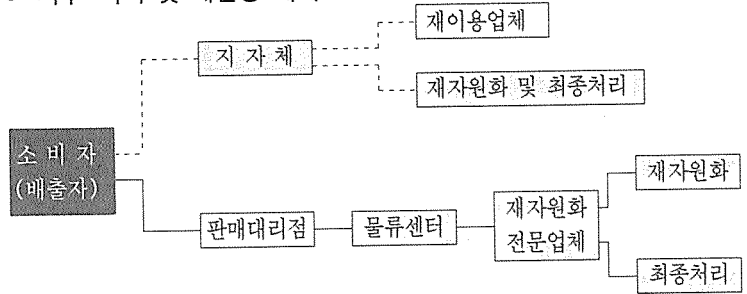 재이용업체
지 자 체
재자원화 및 최종처리
소 비 자
(배출자)
재자원화
판매대리점
물류센터
재자원화
전문업체
최종처리